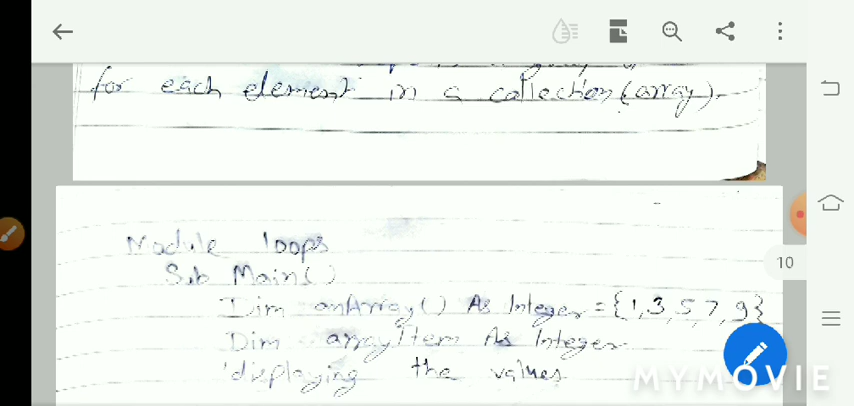 for each element in a collection (array).
Module loops
Sub Main()
Dim anArray() As Integer = {1,3,5,7,9}
10
Dim arrayItem As Integer
'displaying the values
MYMOVIE